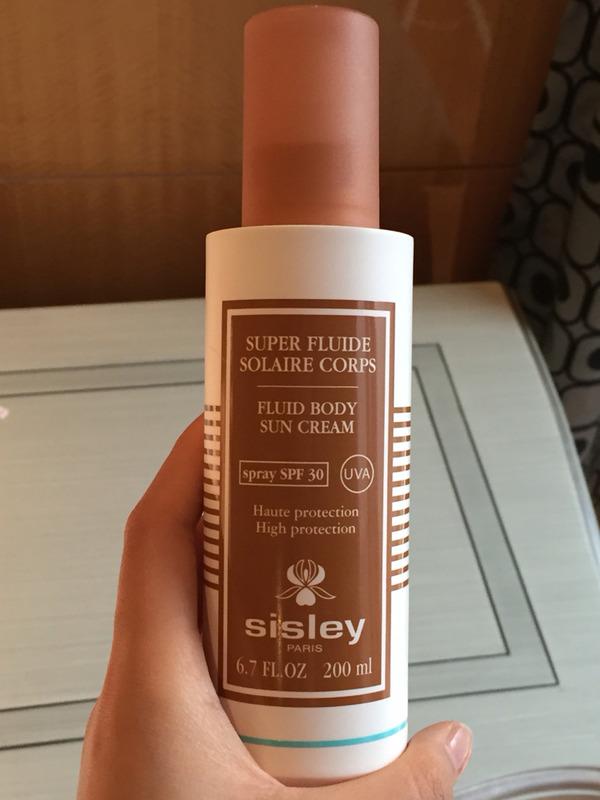 SUPER FLUIDE
SOLAIRE CORPS
FLUID BODY
SUN CREAM
spray SPF 30 UVA
Haute protection
High protection
sisley
PARIS
6.7 FL.OZ 200 ml